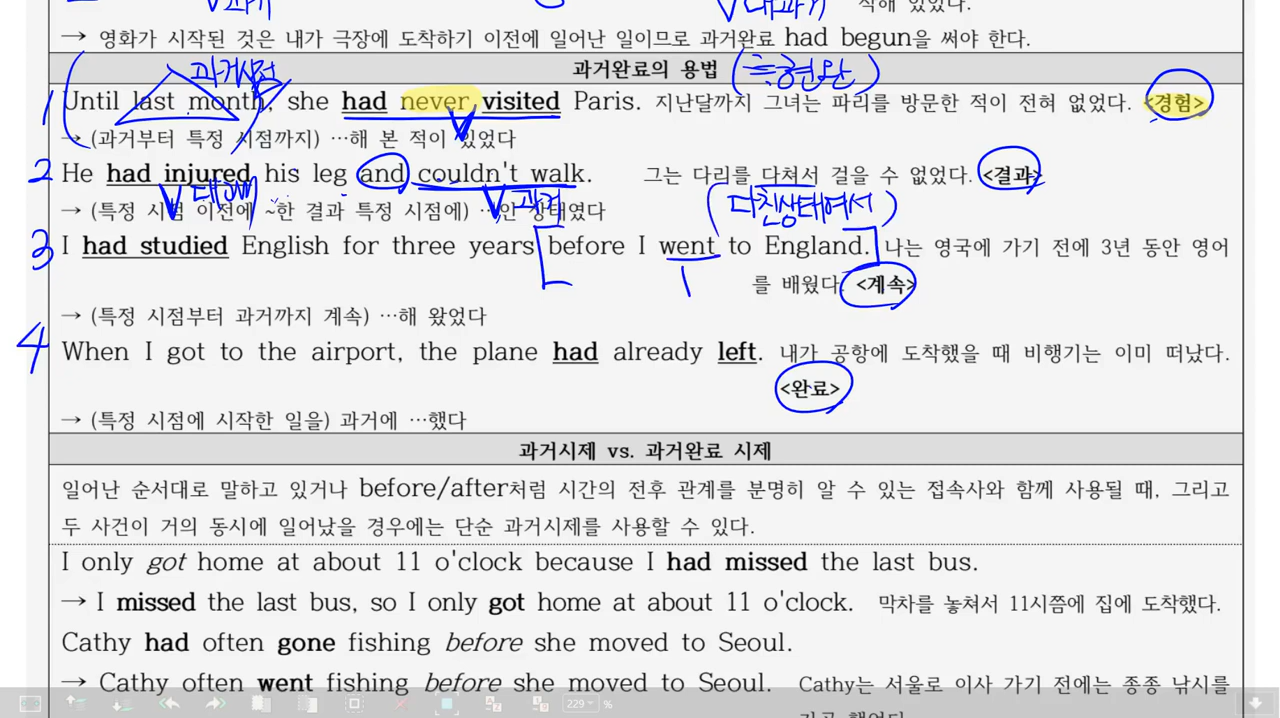 과거 대과거 착해 있었다.
→ 영화가 시작된 것은 내가 극장에 도착하기 이전에 일어난 일이므로 과거완료 had begun을 써야 한다.
과거완료의 용법 (=현완)
과거시점
1 Until last month, she had never visited Paris. 지난달까지 그녀는 파리를 방문한 적이 전혀 없었다. <경험>
→ (과거부터 특정 시점까지) …해 본 적이 있었다
2 He had injured his leg and couldn't walk. 그는 다리를 다쳐서 걸을 수 없었다. <결과>
대과거 과거 (다친상태여서)
→ (특정 시점 이전에 ~한 결과 특정 시점에) …인 상태였다
3 I had studied English for three years [before I went to England.] 나는 영국에 가기 전에 3년 동안 영어
를 배웠다. <계속>
→ (특정 시점부터 과거까지 계속) …해 왔었다
4 When I got to the airport, the plane had already left. 내가 공항에 도착했을 때 비행기는 이미 떠났다.
<완료>
→ (특정 시점에 시작한 일을) 과거에 …했다
과거시제 vs. 과거완료 시제
일어난 순서대로 말하고 있거나 before/after처럼 시간의 전후 관계를 분명히 알 수 있는 접속사와 함께 사용될 때, 그리고
두 사건이 거의 동시에 일어났을 경우에는 단순 과거시제를 사용할 수 있다.
I only got home at about 11 o'clock because I had missed the last bus.
→ I missed the last bus, so I only got home at about 11 o'clock. 막차를 놓쳐서 11시쯤에 집에 도착했다.
Cathy had often gone fishing before she moved to Seoul.
→ Cathy often went fishing before she moved to Seoul. Cathy는 서울로 이사 가기 전에는 종종 낚시를
229 %